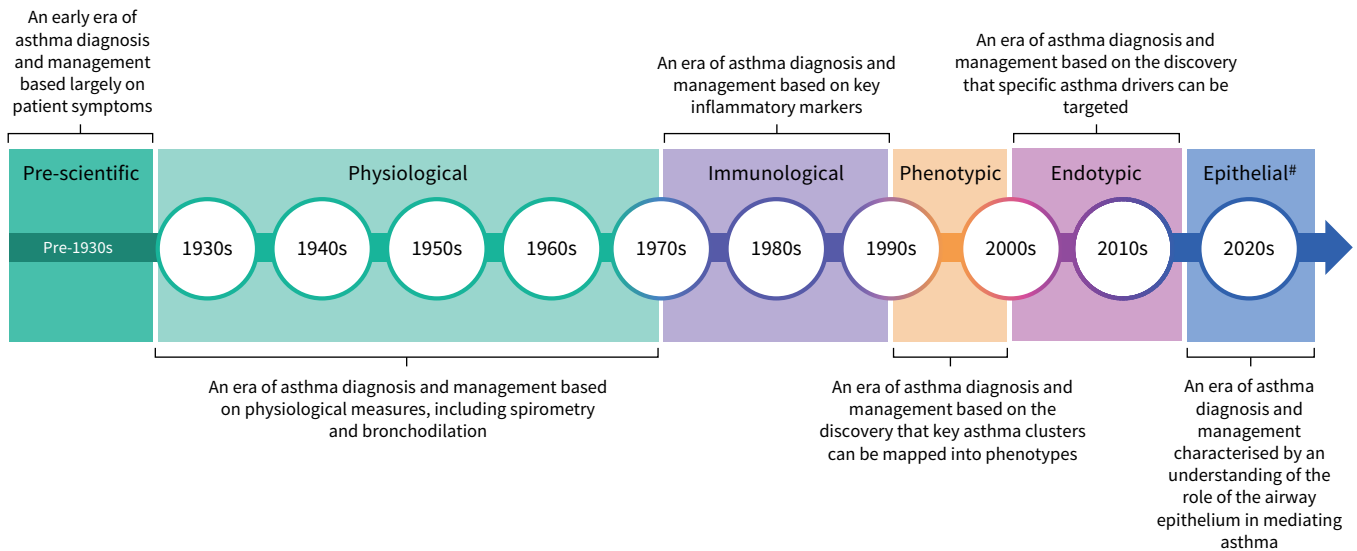 An early era of
asthma diagnosis
and management
based largely on
patient symptoms
An era of asthma diagnosis and
management based on key
inflammatory markers
An era of asthma diagnosis and
management based on the discovery
that specific asthma drivers can be
targeted
Pre-scientific
Physiological
Immunological
Phenotypic
Endotypic
Epithelial#
Pre-1930s
1930s
1940s
1950s
1960s
1970s
1980s
1990s
2000s
2010s
2020s
An era of asthma diagnosis and management based
on physiological measures, including spirometry
and bronchodilation
An era of asthma diagnosis and
management based on the
discovery that key asthma clusters
can be mapped into phenotypes
An era of asthma
diagnosis and
management
characterised by an
understanding of the
role of the airway
epithelium in mediating
asthma